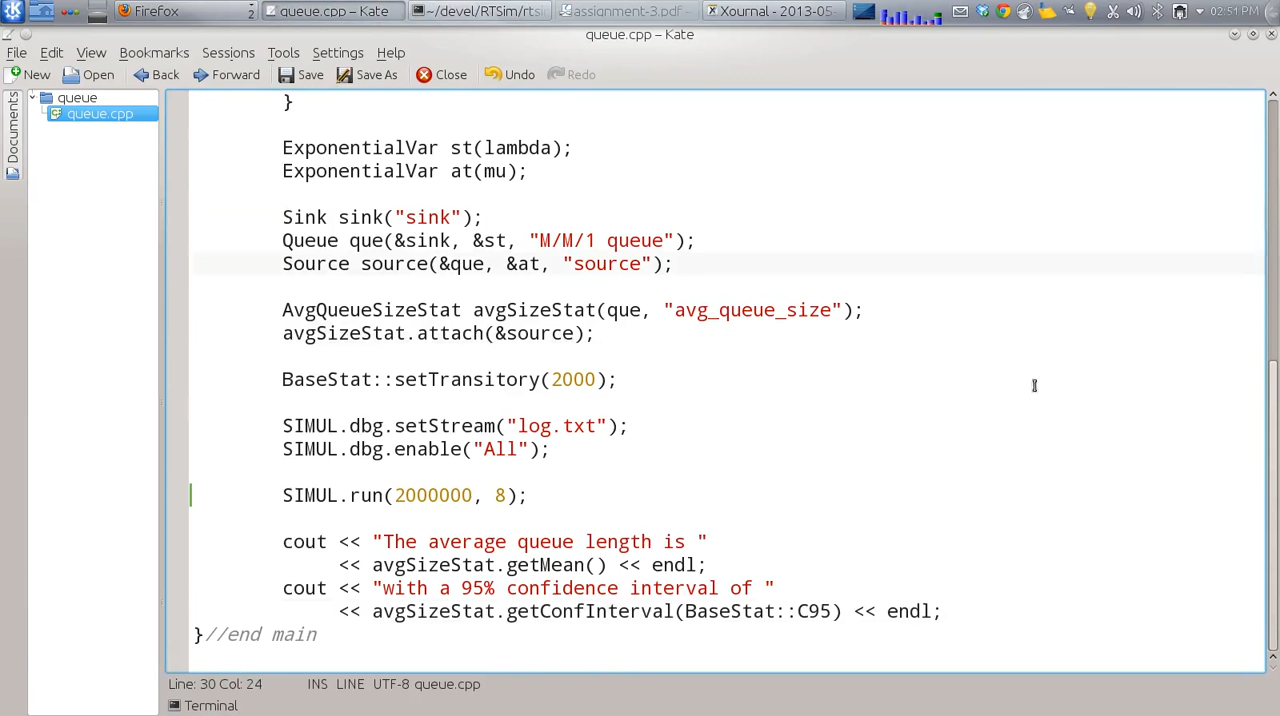 Firefox 2 queue.cpp – Kate ~/devel/RTSim/rtsi assignment-3.pdf – Xournal – 2013-05- 02:51 PM
queue.cpp – Kate
File Edit View Bookmarks Sessions Tools Settings Help
New Open Back Forward Save Save As Close Undo Redo
Documents
queue
queue.cpp
}
ExponentialVar st(lambda);
ExponentialVar at(mu);
Sink sink("sink");
Queue que(&sink, &st, "M/M/1 queue");
Source source(&que, &at, "source");
AvgQueueSizeStat avgSizeStat(que, "avg_queue_size");
avgSizeStat.attach(&source);
BaseStat::setTransitory(2000);
SIMUL.dbg.setStream("log.txt");
SIMUL.dbg.enable("All");
SIMUL.run(2000000, 8);
cout << "The average queue length is "
<< avgSizeStat.getMean() << endl;
cout << "with a 95% confidence interval of "
<< avgSizeStat.getConfInterval(BaseStat::C95) << endl;
}//end main
Line: 30 Col: 24 INS LINE UTF-8 queue.cpp
Terminal